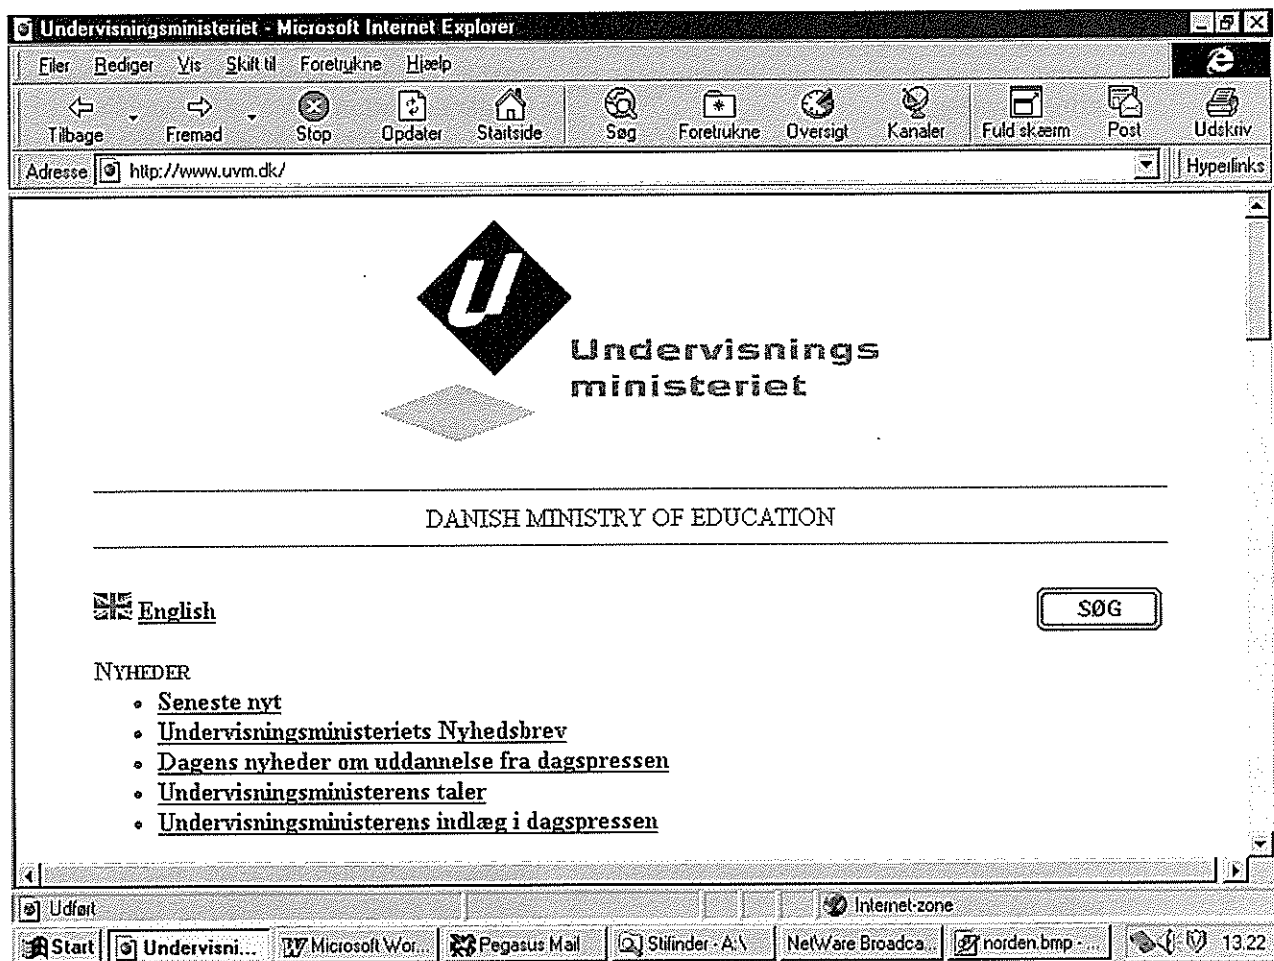 Undervisningsministeriet - Microsoft Internet Explorer
Filer Rediger Vis Skift til Foretrukne Hjælp
Tilbage Fremad Stop Opdater Startside Søg Foretrukne Oversigt Kanaler Fuld skærm Post Udskriv
Adresse http://www.uvm.dk/ Hyperlinks
U
Undervisnings
ministeriet
DANISH MINISTRY OF EDUCATION
English SØG
NYHEDER
Seneste nyt
Undervisningsministeriets Nyhedsbrev
Dagens nyheder om uddannelse fra dagspressen
Undervisningsministerens taler
Undervisningsministerens indlæg i dagspressen
Udført Internet-zone
Start Undervisni... Microsoft Wor... Pegasus Mail Stifinder - A:\ NetWare Broadca... norden.bmp - ... 13.22